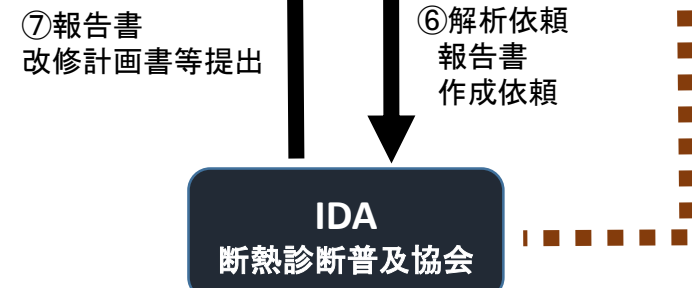 ⑦報告書
改修計画書等提出
⑥解析依頼
報告書
作成依頼
IDA
断熱診断普及協会